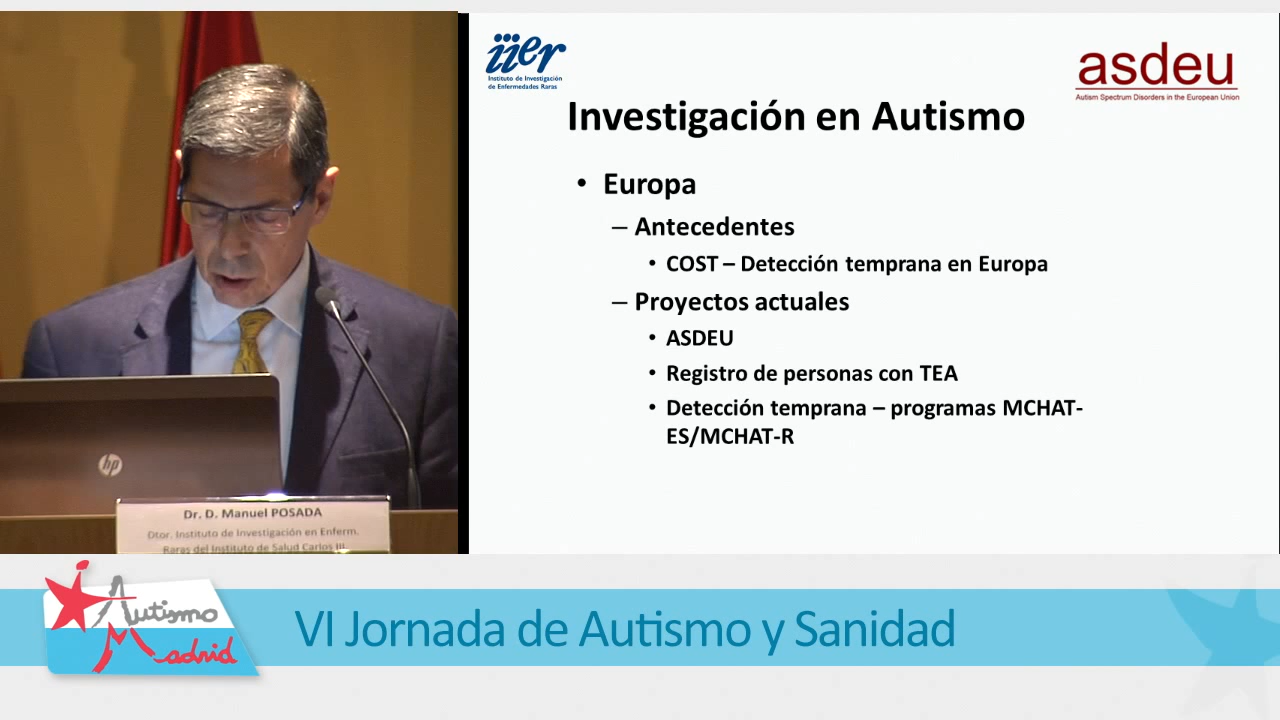 hp
Dr. D. Manuel POSADA
Dtor. Instituto de Investigación en Enferm.
Raras del Instituto de Salud Carlos III
iier
Instituto de Investigación
de Enfermedades Raras
asdeu
Autism Spectrum Disorders in the European Union
Investigación en Autismo
• Europa
– Antecedentes
• COST – Detección temprana en Europa
– Proyectos actuales
• ASDEU
• Registro de personas con TEA
• Detección temprana – programas MCHAT-
ES/MCHAT-R
Autismo
Madrid
VI Jornada de Autismo y Sanidad